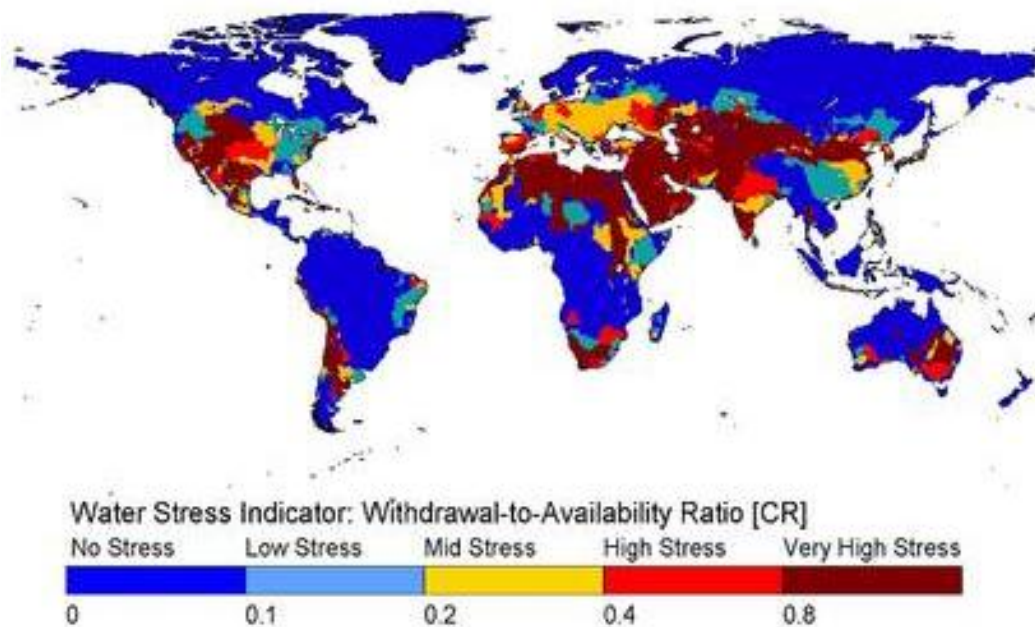 Water Stress Indicator: Withdrawal-to-Availability Ratio [CR]
No Stress Low Stress Mid Stress High Stress Very High Stress
0 0.1 0.2 0.4 0.8